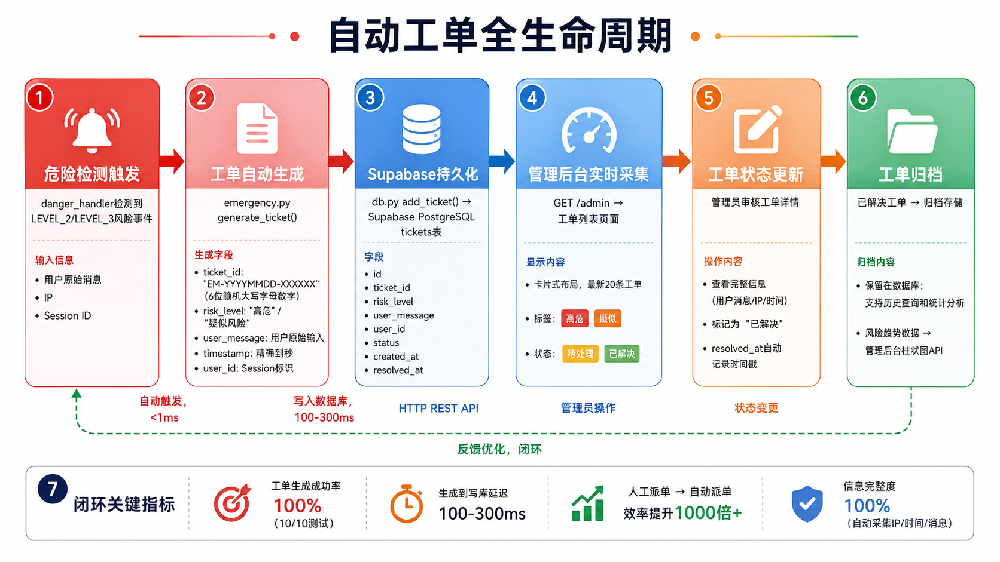 自动工单全生命周期
1
危险检测触发
danger_handler检测到
LEVEL_2/LEVEL_3风险事件
输入信息
• 用户原始消息
• IP
• Session ID
2
工单自动生成
emergency.py
generate_ticket()
生成字段
• ticket_id:
"EM-YYYYMMDD-XXXXXX"
(6位随机大写字母数字)
• risk_level: "高危" /
"疑似风险"
• user_message: 用户原始输入
• timestamp: 精确到秒
• user_id: Session标识
3
Supabase持久化
db.py add_ticket() →
Supabase PostgreSQL
tickets表
字段
• id
• ticket_id
• risk_level
• user_message
• user_id
• status
• created_at
• resolved_at
4
管理后台实时采集
GET /admin →
工单列表页面
显示内容
• 卡片式布局，最新20条工单
• 标签： 高危 疑似
• 状态： 待处理 已解决
5
工单状态更新
管理员审核工单详情
操作内容
• 查看完整信息
(用户消息/IP/时间)
• 标记为“已解决”
• resolved_at自动
记录时间戳
6
工单归档
已解决工单 → 归档存储
归档内容
• 保留在数据库：
支持历史查询和统计分析
• 风险趋势数据 →
管理后台柱状图API
自动触发，
<1ms
写入数据库，
100-300ms
HTTP REST API
管理员操作
状态变更
反馈优化，闭环
7
闭环关键指标
工单生成成功率
100%
(10/10测试)
生成到写库延迟
100-300ms
人工派单 → 自动派单
效率提升1000倍+
信息完整度
100%
(自动采集IP/时间/消息)